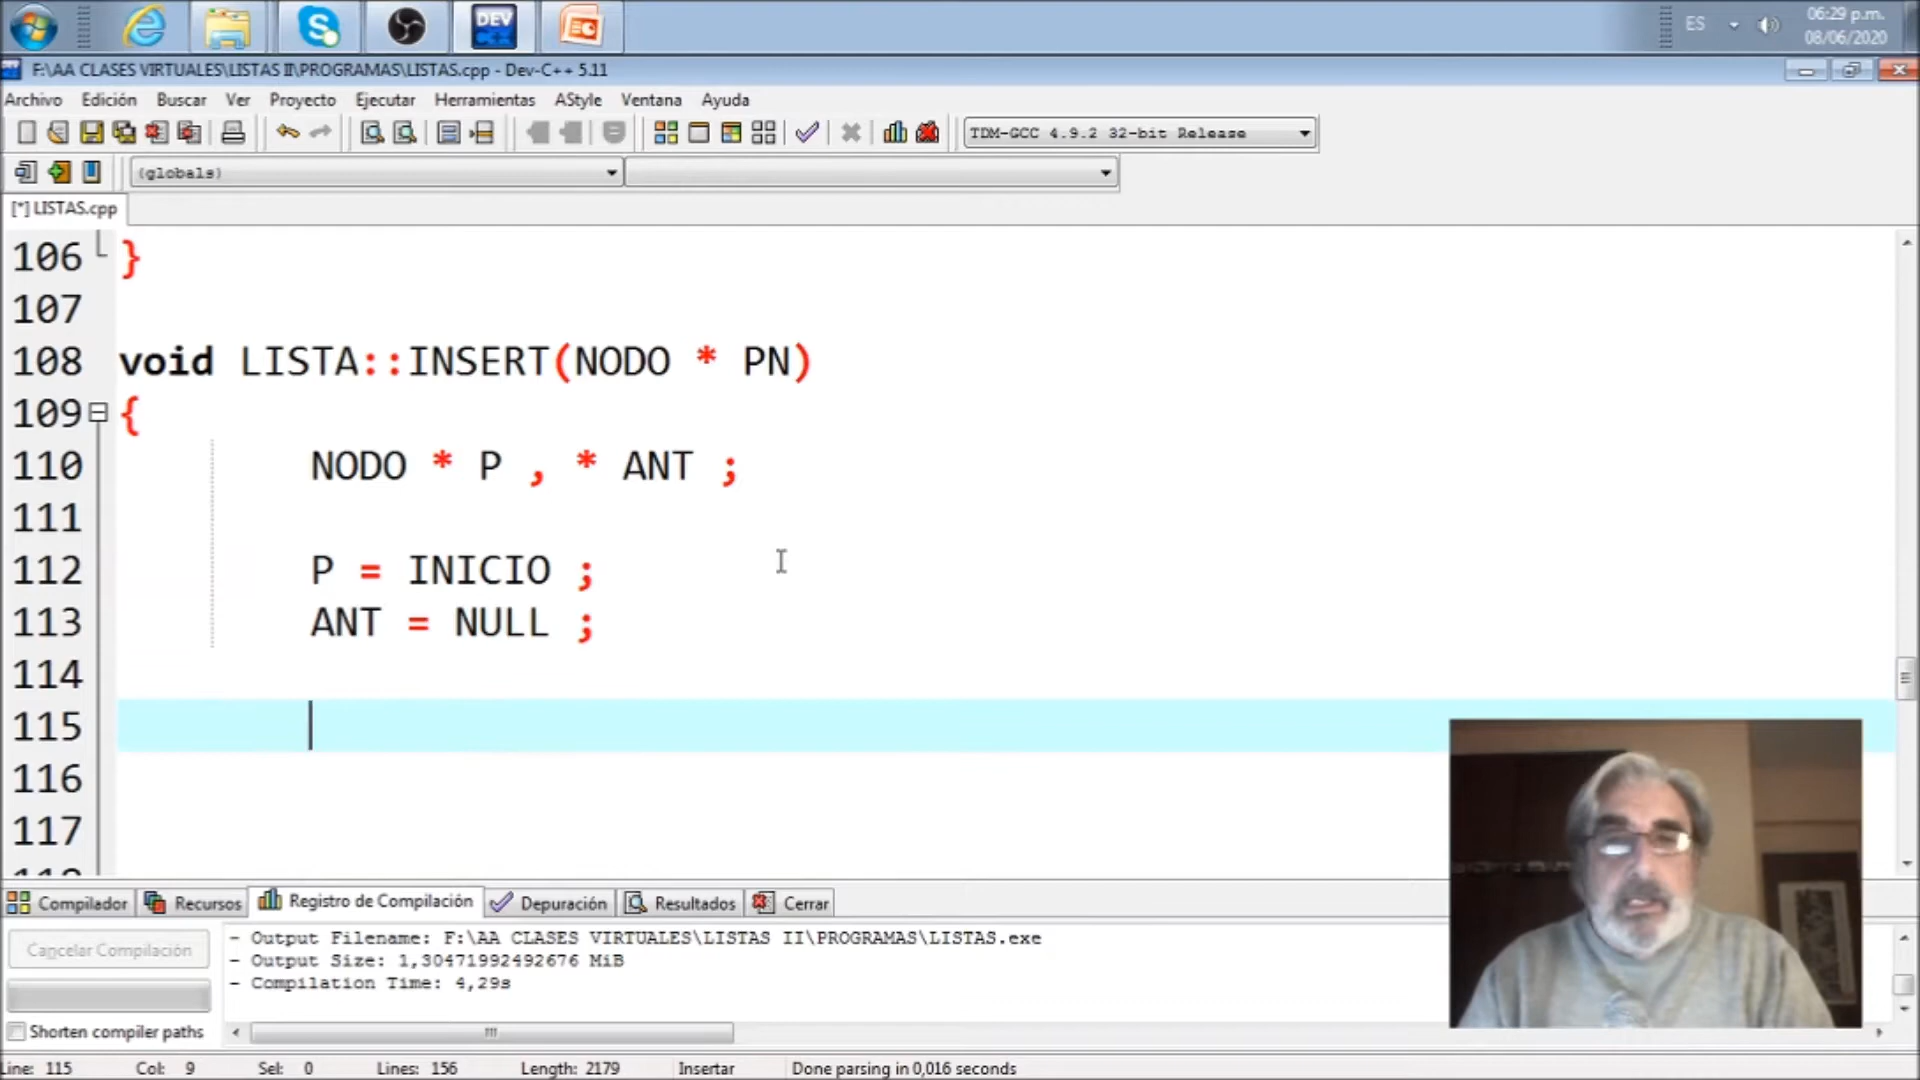 DEV
C++
ES
06:29 p.m.
08/06/2020
F:\AA CLASES VIRTUALES\LISTAS II\PROGRAMAS\LISTAS.cpp - Dev-C++ 5.11
Archivo Edición Buscar Ver Proyecto Ejecutar Herramientas AStyle Ventana Ayuda
TDM-GCC 4.9.2 32-bit Release
(globals)
[*] LISTAS.cpp
106 }
107
108 void LISTA::INSERT(NODO * PN)
109 {
110 NODO * P , * ANT ;
111
112 P = INICIO ;
113 ANT = NULL ;
114
115
116
117
118
Compilador Recursos Registro de Compilación Depuración Resultados Cerrar
Cancelar Compilación
- Output Filename: F:\AA CLASES VIRTUALES\LISTAS II\PROGRAMAS\LISTAS.exe
- Output Size: 1,30471992492676 MiB
- Compilation Time: 4,29s
Shorten compiler paths
Line: 115 Col: 9 Sel: 0 Lines: 156 Length: 2179 Insertar Done parsing in 0,016 seconds